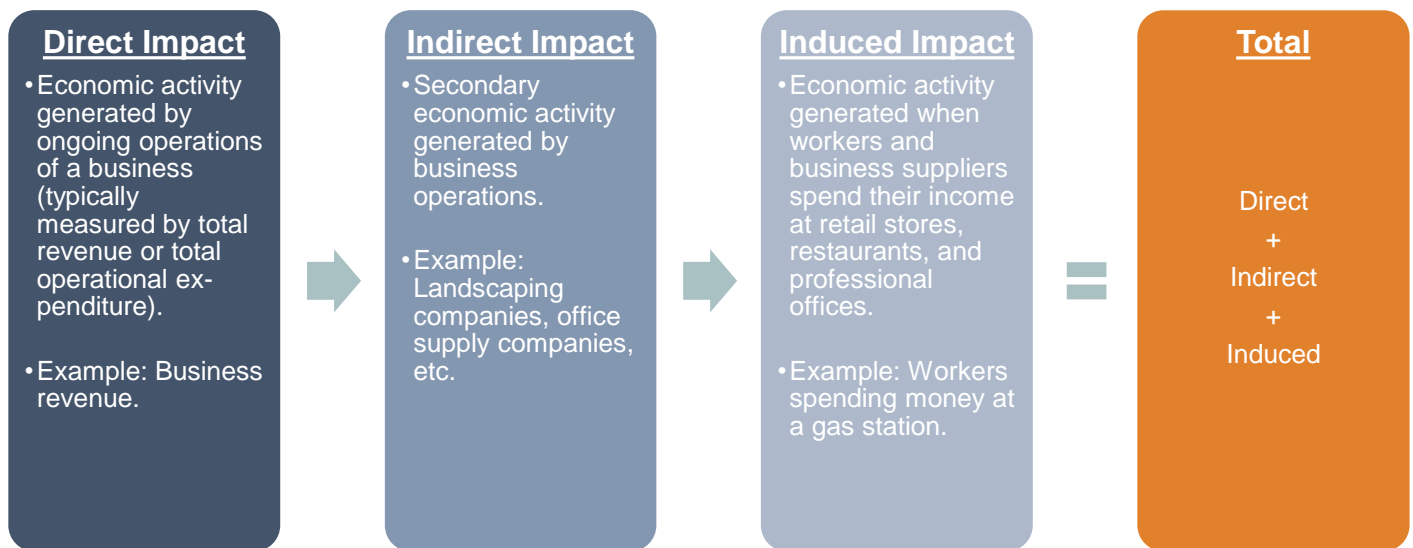 Direct Impact
•Economic activity
generated by
ongoing operations
of a business
(typically
measured by total
revenue or total
operational ex-
penditure).
•Example: Business
revenue.
Indirect Impact
•Secondary
economic activity
generated by
business
operations.
•Example:
Landscaping
companies, office
supply companies,
etc.
Induced Impact
•Economic activity
generated when
workers and
business suppliers
spend their income
at retail stores,
restaurants, and
professional
offices.
•Example: Workers
spending money at
a gas station.
Total
Direct
+
Indirect
+
Induced